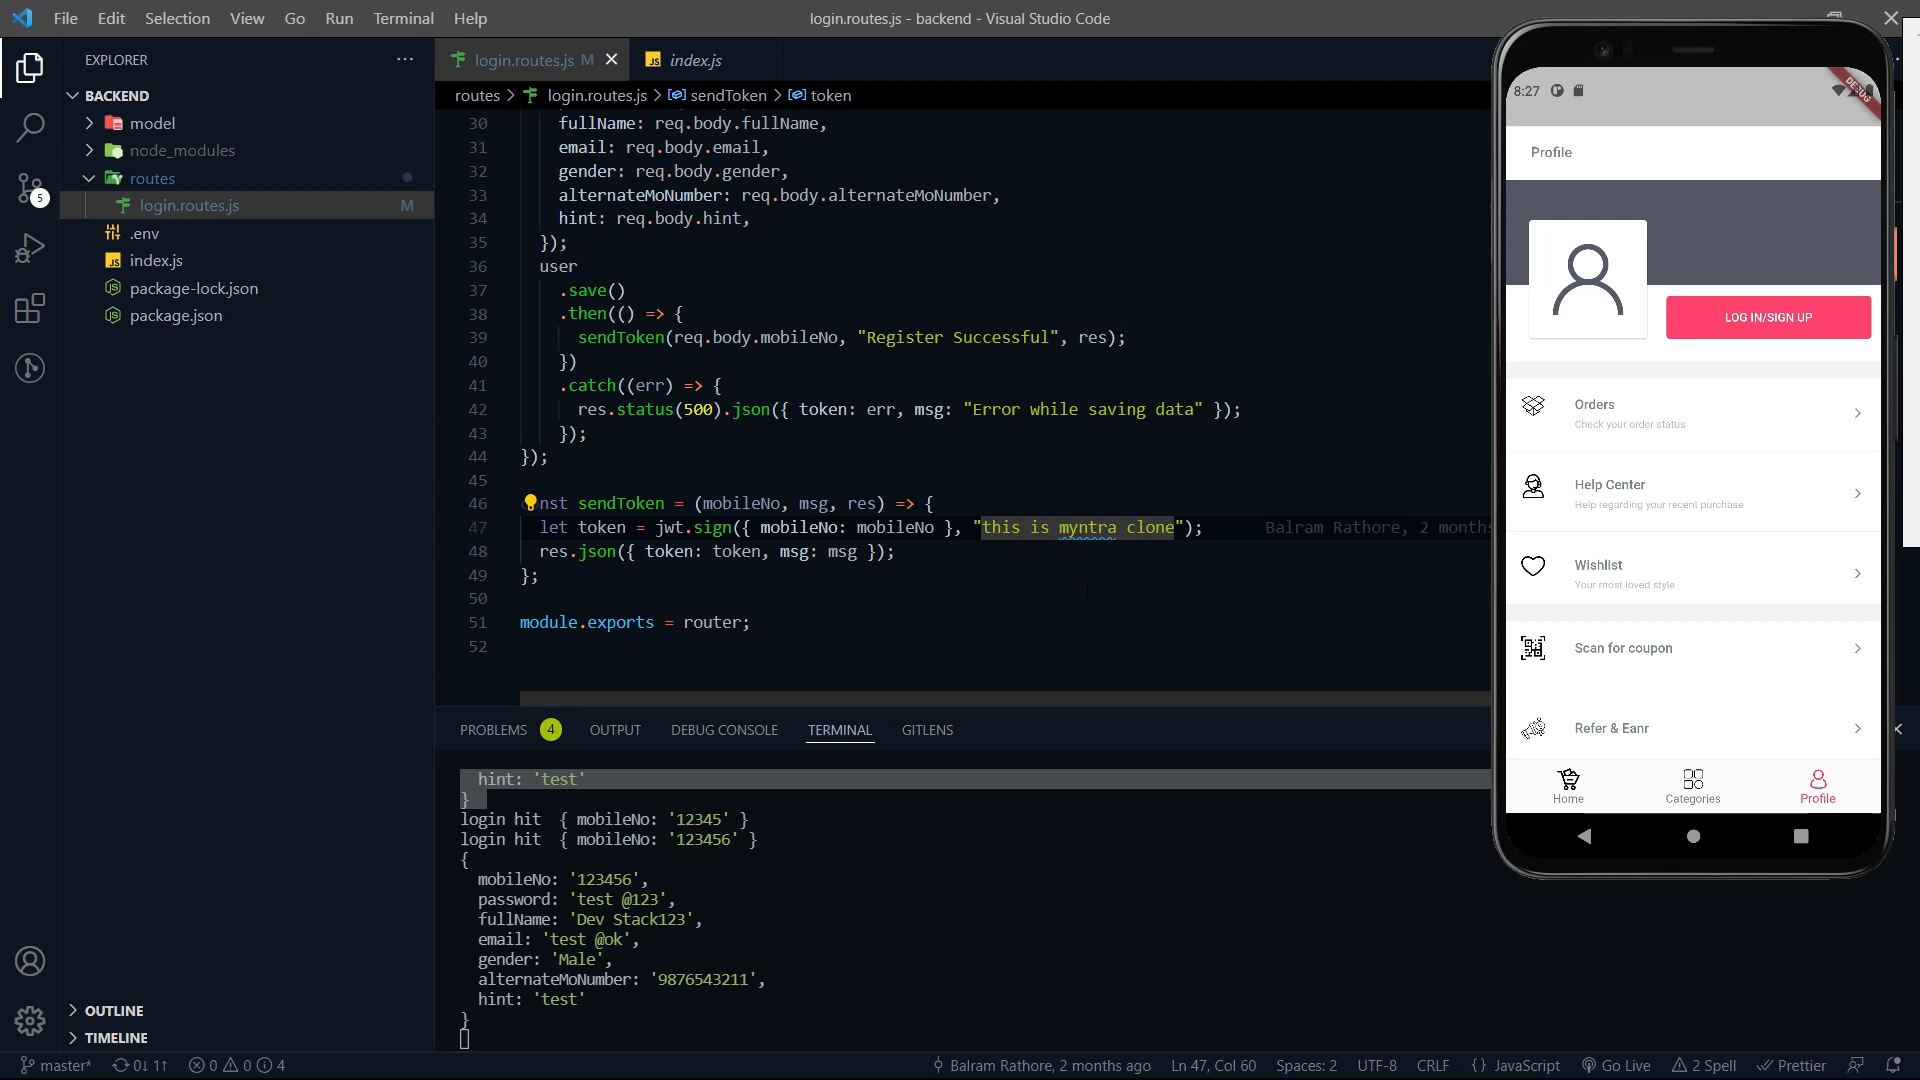 File Edit Selection View Go Run Terminal Help
login.routes.js - backend - Visual Studio Code
EXPLORER
BACKEND
model
node_modules
routes
login.routes.js M
.env
index.js
package-lock.json
package.json
OUTLINE
TIMELINE
login.routes.js M
index.js
routes > login.routes.js > sendToken > token
30 fullName: req.body.fullName,
31 email: req.body.email,
32 gender: req.body.gender,
33 alternateMoNumber: req.body.alternateMoNumber,
34 hint: req.body.hint,
35 });
36 user
37 .save()
38 .then(() => {
39 sendToken(req.body.mobileNo, "Register Successful", res);
40 })
41 .catch((err) => {
42 res.status(500).json({ token: err, msg: "Error while saving data" });
43 });
44 });
45
46 nst sendToken = (mobileNo, msg, res) => {
47 let token = jwt.sign({ mobileNo: mobileNo }, "this is myntra clone"); Balram Rathore, 2 months
48 res.json({ token: token, msg: msg });
49 };
50
51 module.exports = router;
52
PROBLEMS 4 OUTPUT DEBUG CONSOLE TERMINAL GITLENS
hint: 'test'
}
login hit { mobileNo: '12345' }
login hit { mobileNo: '123456' }
{
mobileNo: '123456',
password: 'test @123',
fullName: 'Dev Stack123',
email: 'test @ok',
gender: 'Male',
alternateMoNumber: '9876543211',
hint: 'test'
}
5
8:27
DEBUG
Profile
LOG IN/SIGN UP
Orders
Check your order status
Help Center
Help regarding your recent purchase
Wishlist
Your most loved style
Scan for coupon
Refer & Eanr
Home Categories Profile
master* 0↓ 1↑ 0 0 4 Balram Rathore, 2 months ago Ln 47, Col 60 Spaces: 2 UTF-8 CRLF {} JavaScript Go Live 2 Spell Prettier